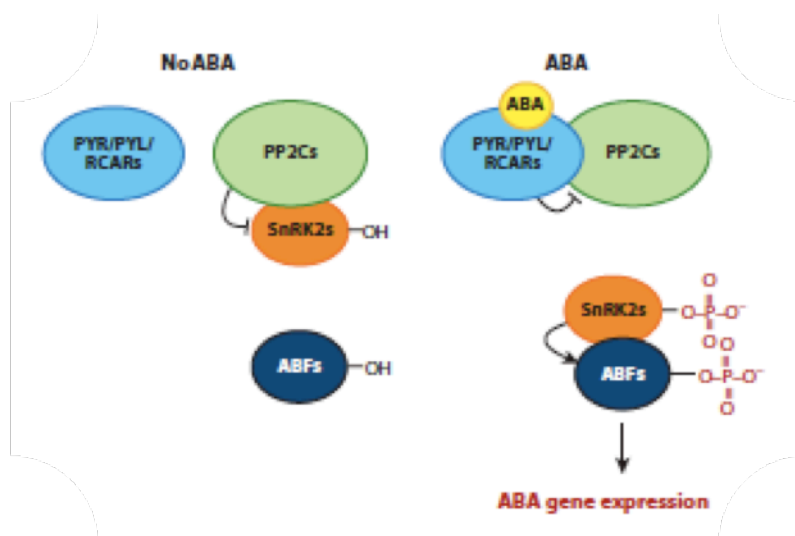 No ABA
ABA
PYR/PYL/
RCARs
PP2Cs
SnRK2s
OH
ABFs
OH
ABA
PYR/PYL/
RCARs
PP2Cs
SnRK2s
O
O–P–O⁻
O
ABFs
O
O–P–O⁻
O
ABA gene expression